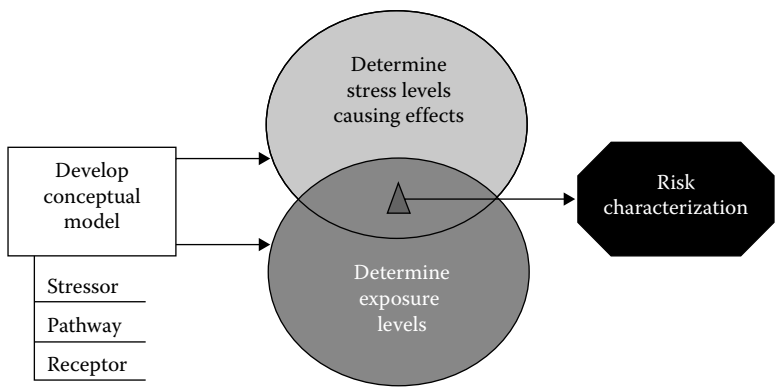 Develop
conceptual
model
Stressor
Pathway
Receptor
Determine
stress levels
causing effects
Determine
exposure
levels
Risk
characterization